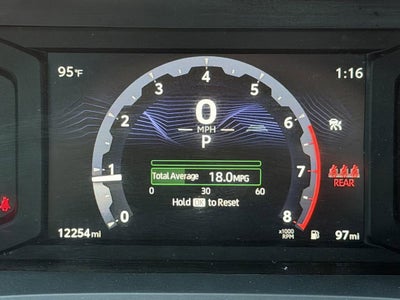 95°F
1:16
4
3
5
2
6
1
7
0
8
0
MPH
P
Total Average 18.0MPG
0 30 60
Hold OK to Reset
REAR
12254mi
x1000
RPM
97mi